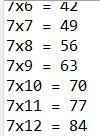 7x6 = 42
7x7 = 49
7x8 = 56
7x9 = 63
7x10 = 70
7x11 = 77
7x12 = 84